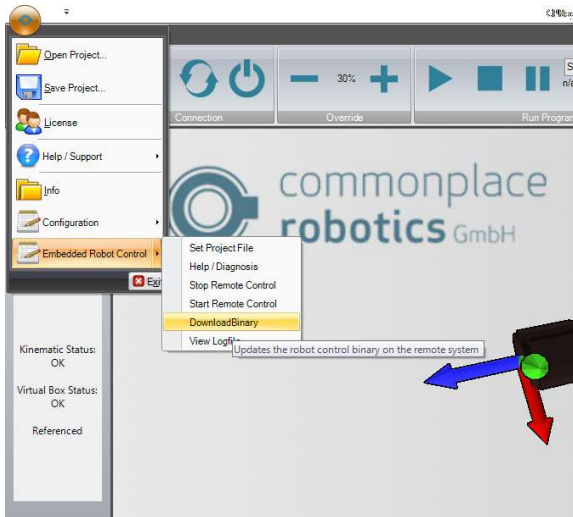 Open Project...
Save Project...
License
Help / Support
Info
Configuration
Embedded Robot Control
Connection
30%
Override
Run Program
commonplace
robotics GmbH
Set Project File
Help / Diagnosis
Stop Remote Control
Start Remote Control
DownloadBinary
View Logfile
Updates the robot control binary on the remote system
Kinematic Status:
OK
Virtual Box Status:
OK
Referenced